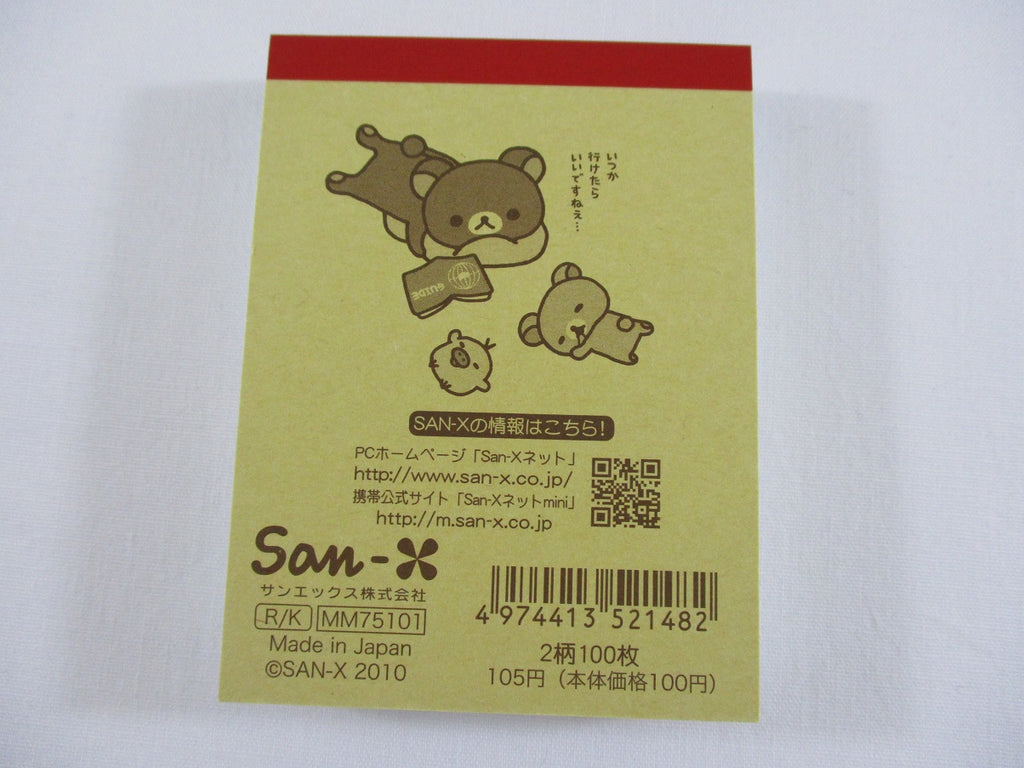 いつか
行けたら
いいですねぇ…
GUIDE
SAN-Xの情報はこちら!
PCホームページ「San-Xネット」
http://www.san-x.co.jp/
携帯公式サイト「San-Xネットmini」
http://m.san-x.co.jp
San-X
サンエックス株式会社
R/K MM75101
Made in Japan
©SAN-X 2010
4 974413 521482
2柄100枚
105円(本体価格100円)